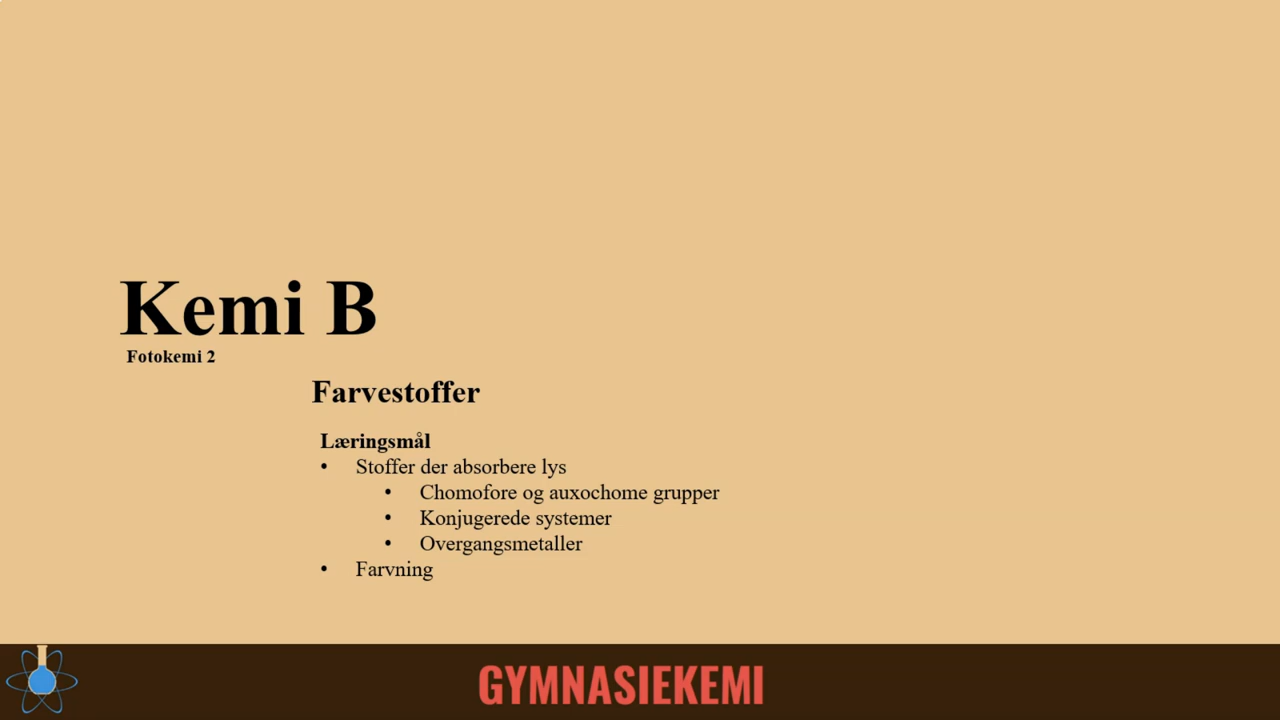 Kemi B
Fotokemi 2
Farvestoffer
Læringsmål
• Stoffer der absorbere lys
• Chomofore og auxochome grupper
• Konjugerede systemer
• Overgangsmetaller
• Farvning
GYMNASIEKEMI